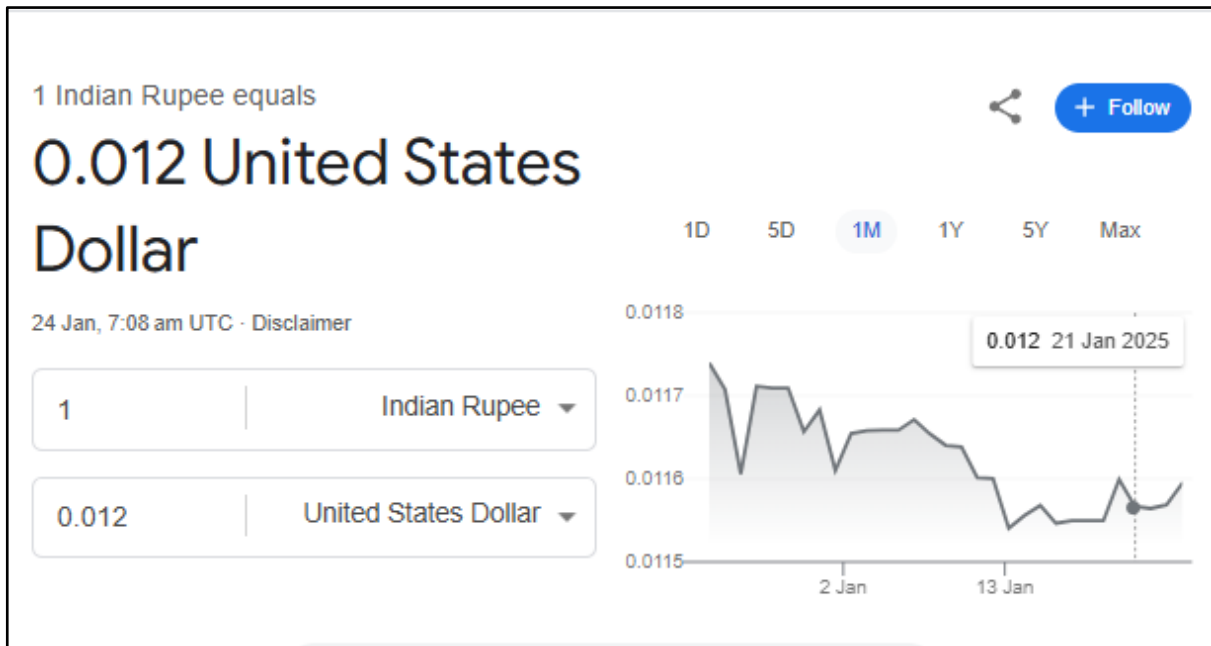 1 Indian Rupee equals
+ Follow
0.012 United States
Dollar
24 Jan, 7:08 am UTC · Disclaimer
1 Indian Rupee
0.012 United States Dollar
1D 5D 1M 1Y 5Y Max
0.0118
0.012 21 Jan 2025
0.0117
0.0116
0.0115
2 Jan 13 Jan